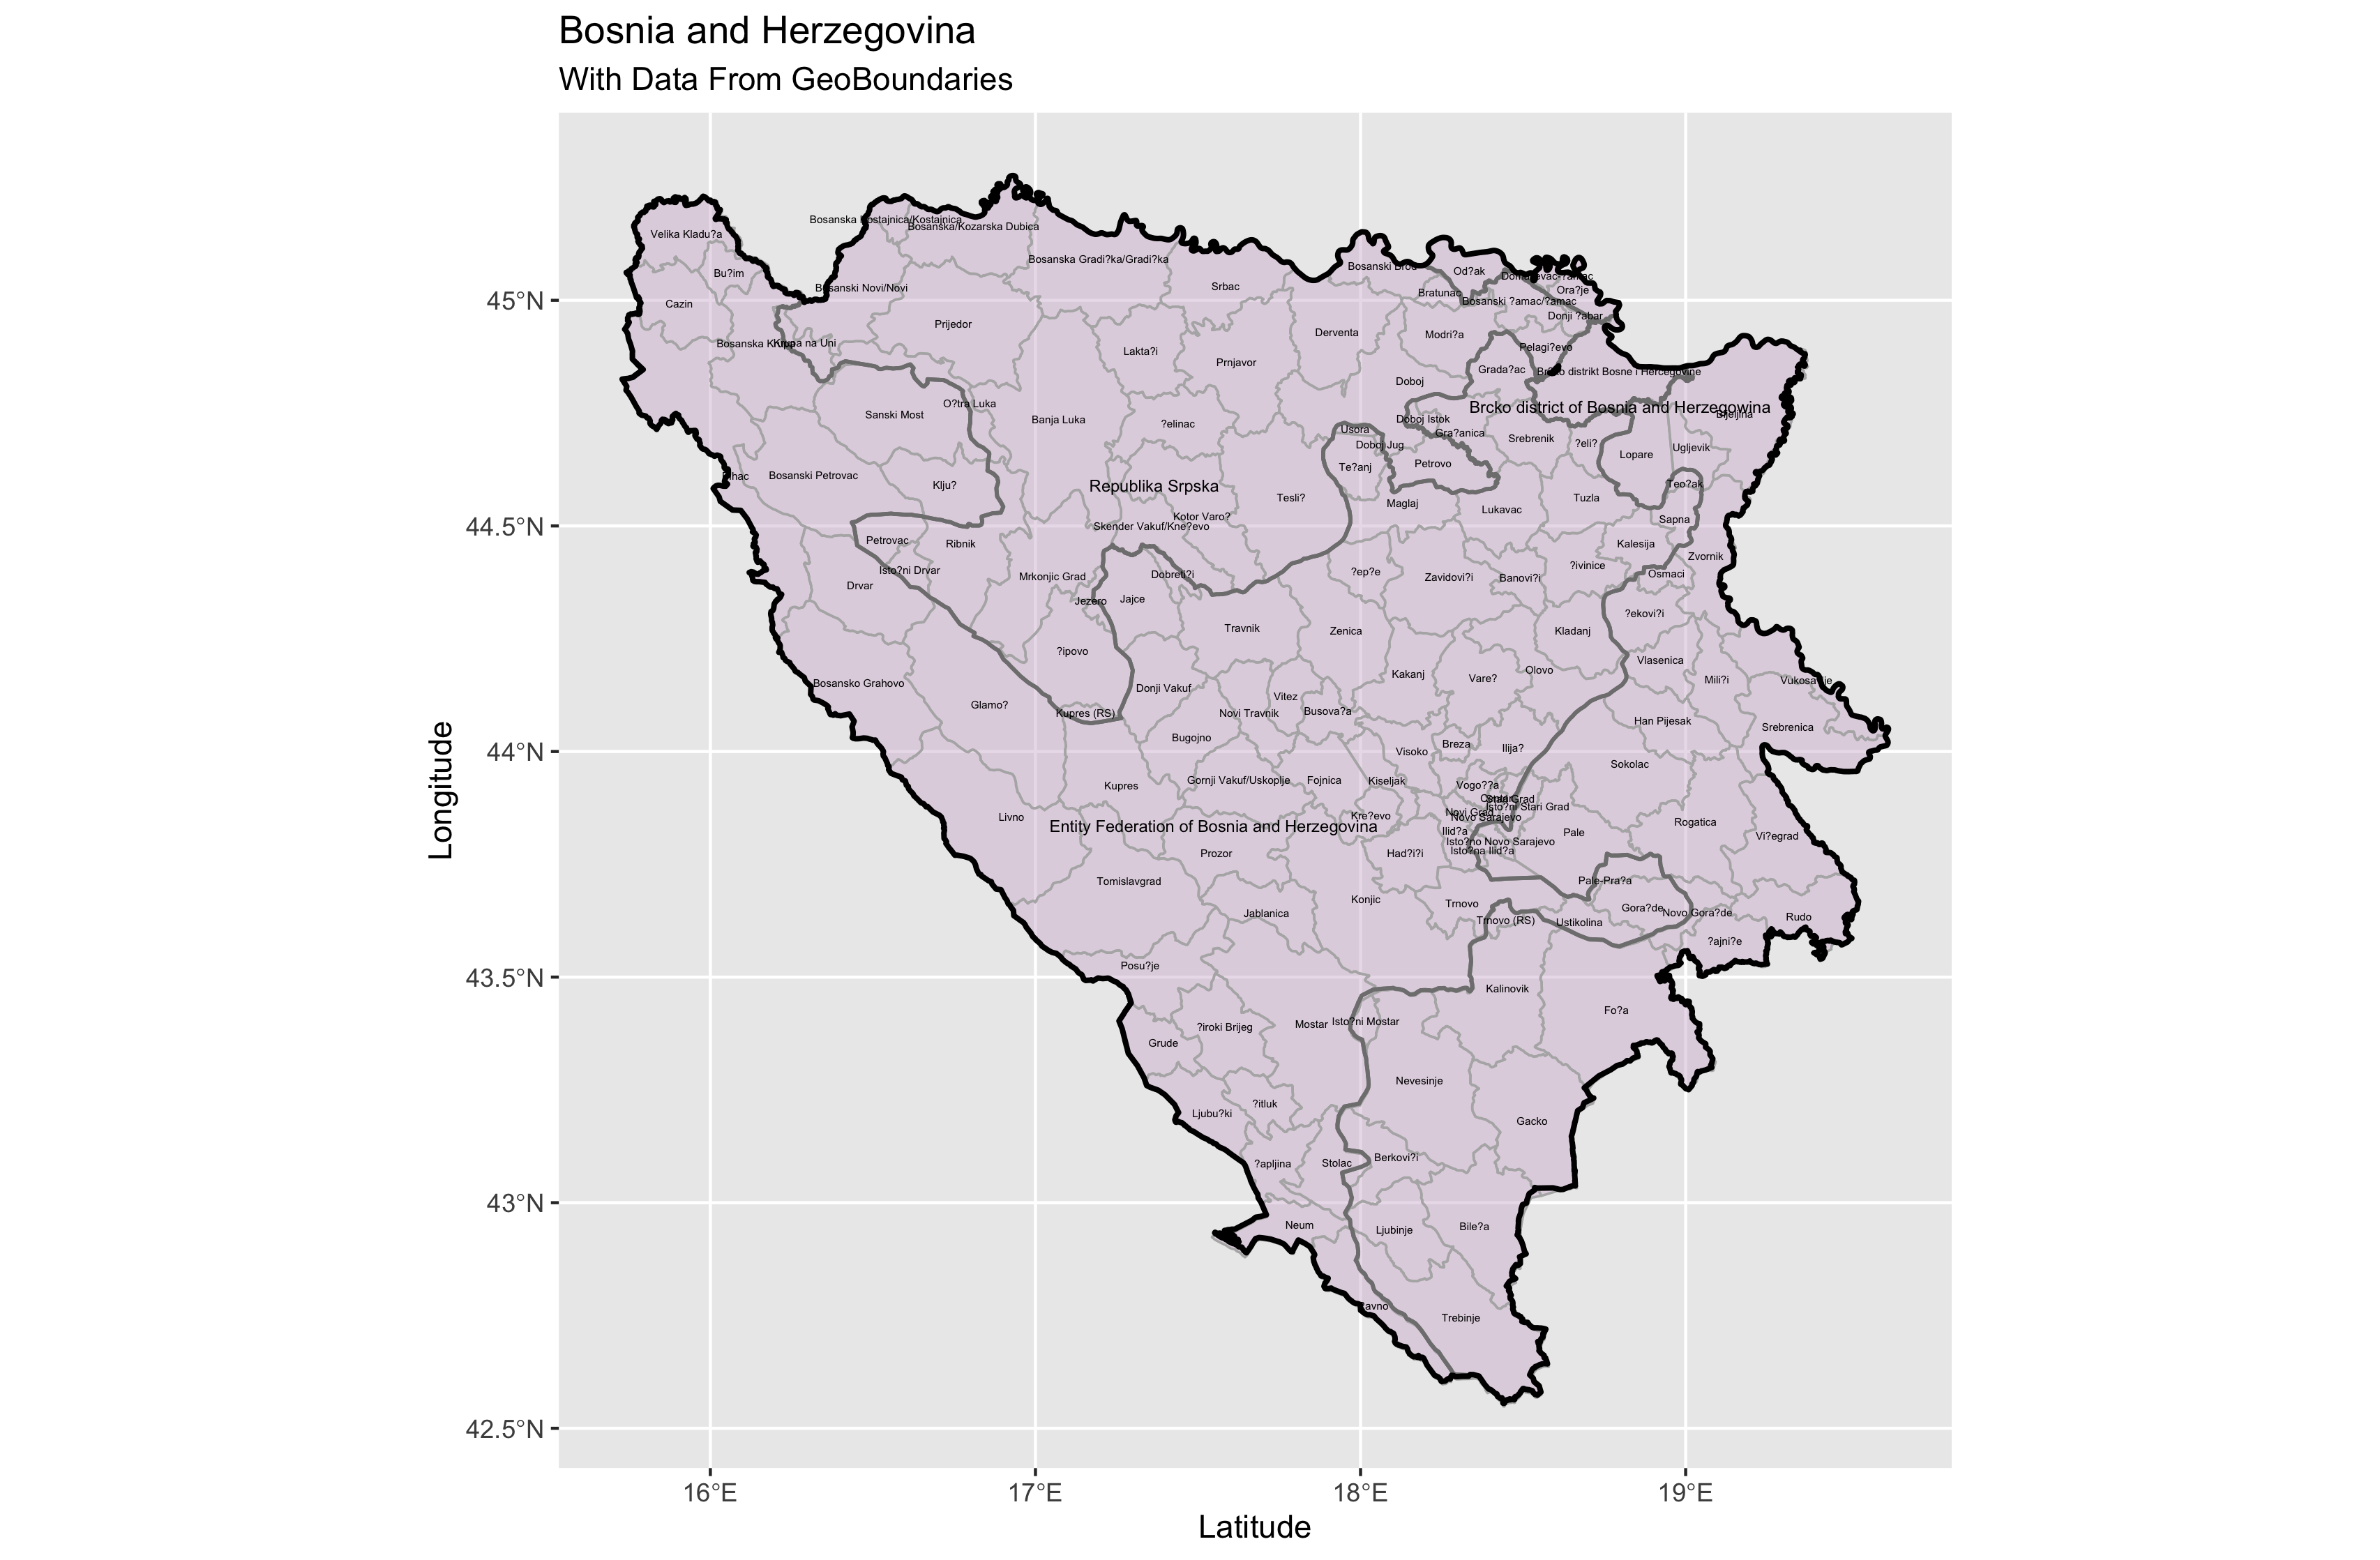 Bosnia and Herzegovina
With Data From GeoBoundaries
Velika Kladu?a
Bosanska Kostajnica/Kostajnica
Bosanska/Kozarska Dubica
Bu?im
Bosanska Gradi?ka/Gradi?ka
Bosanski Brod
Od?ak
Cazin
Bosanski Novi/Novi
Srbac
Bratunac
Ora?je
Bosanski ?amac/?amac
Donji ?abar
Prijedor
Derventa
Modri?a
Bosanska Krupa
Krupa na Uni
Lakta?i
Prnjavor
Pelagi?evo
Grada?ac
Br?ko distrikt Bosne i Hercegovine
Doboj
O?tra Luka
Brcko district of Bosnia and Herzegowina
Bijeljina
Sanski Most
Banja Luka
?elinac
Doboj Istok
Usora
Gra?anica
Srebrenik
?eli?
Doboj Jug
Ugljevik
Lopare
Te?anj
Petrovo
Bosanski Petrovac
Klju?
Republika Srpska
Tesli?
Teo?ak
Tuzla
Maglaj
Lukavac
Kotor Varo?
Sapna
Skender Vakuf/Kne?evo
Petrovac
Ribnik
Kalesija
Zvornik
Isto?ni Drvar
Drvar
Mrkonjic Grad
Dobreti?i
?ep?e
Zavidovi?i
Banovi?i
?ivinice
Osmaci
Jezero
Jajce
?ekovi?i
Travnik
Zenica
Kladanj
?ipovo
Vlasenica
Kakanj
Vare?
Olovo
Mili?i
Bosansko Grahovo
Donji Vakuf
Vitez
Glamo?
Kupres (RS)
Novi Travnik
Busova?a
Han Pijesak
Srebrenica
Bugojno
Visoko
Breza
Ilija?
Sokolac
Kupres
Gornji Vakuf/Uskoplje
Fojnica
Kiseljak
Vogo??a
Isto?ni Stari Grad
Livno
Kre?evo
Novi Grad
Novo Sarajevo
Entity Federation of Bosnia and Herzegovina
Ilid?a
Pale
Rogatica
Vi?egrad
Isto?no Novo Sarajevo
Prozor
Had?i?i
Isto?na Ilid?a
Tomislavgrad
Pale-Pra?a
Konjic
Trnovo
Jablanica
Gora?de
Novo Gora?de
Rudo
Trnovo (RS)
Ustikolina
?ajni?e
Posu?je
Kalinovik
Fo?a
?iroki Brijeg
Mostar
Isto?ni Mostar
Grude
Nevesinje
Ljubu?ki
?itluk
Gacko
?apljina
Stolac
Berkovi?i
Neum
Ljubinje
Bile?a
Trebinje
45°N
44.5°N
44°N
43.5°N
43°N
42.5°N
16°E
17°E
18°E
19°E
Latitude
Longitude